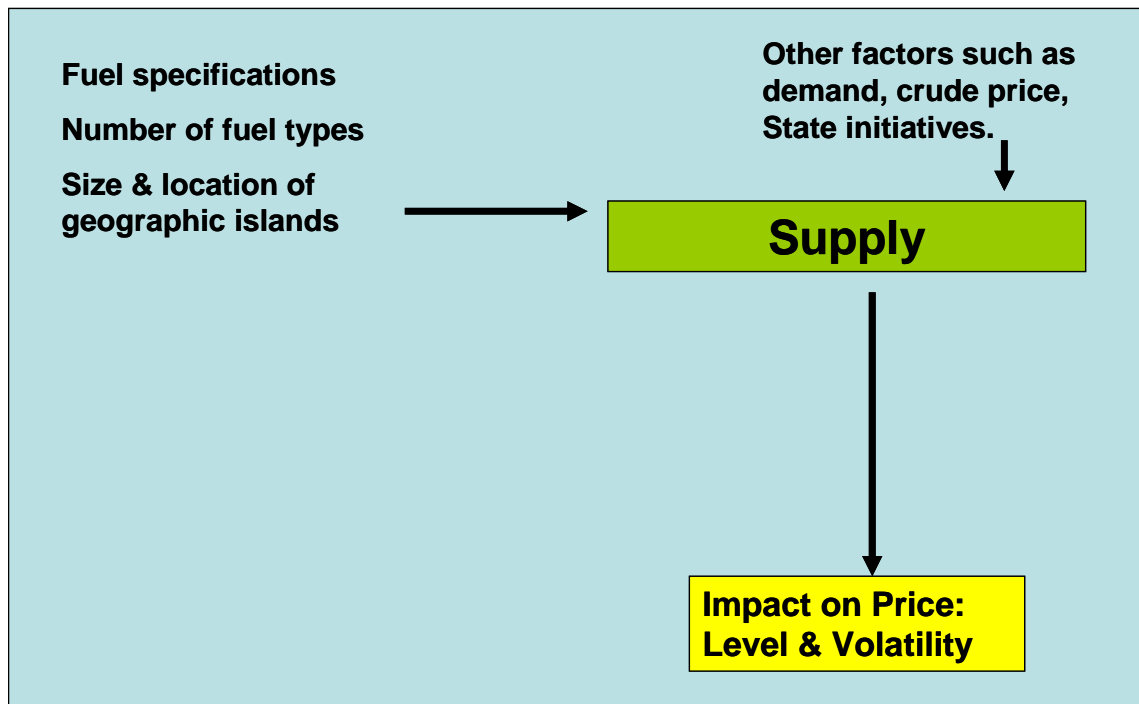 Fuel specifications
Number of fuel types
Size & location of
geographic islands
Other factors such as
demand, crude price,
State initiatives.
Supply
Impact on Price:
Level & Volatility